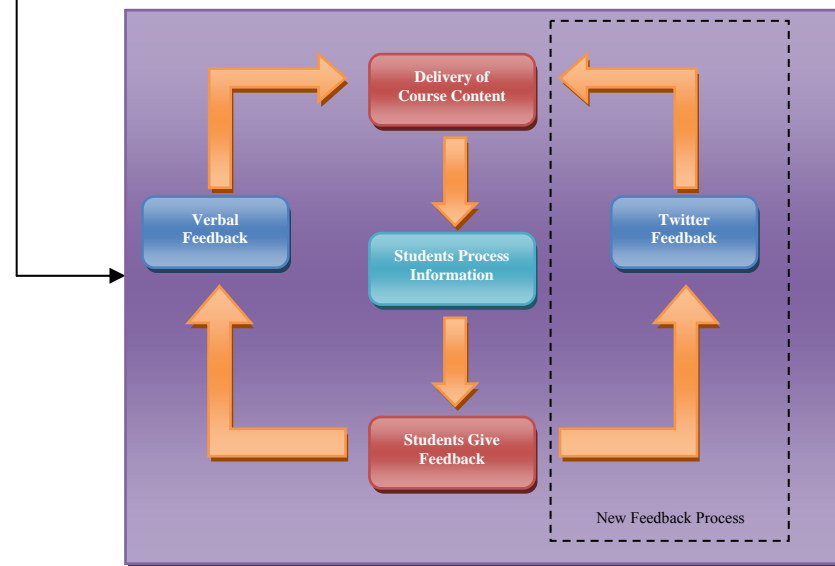 Delivery of
Course Content
Verbal
Feedback
Twitter
Feedback
Students Process
Information
Students Give
Feedback
New Feedback Process